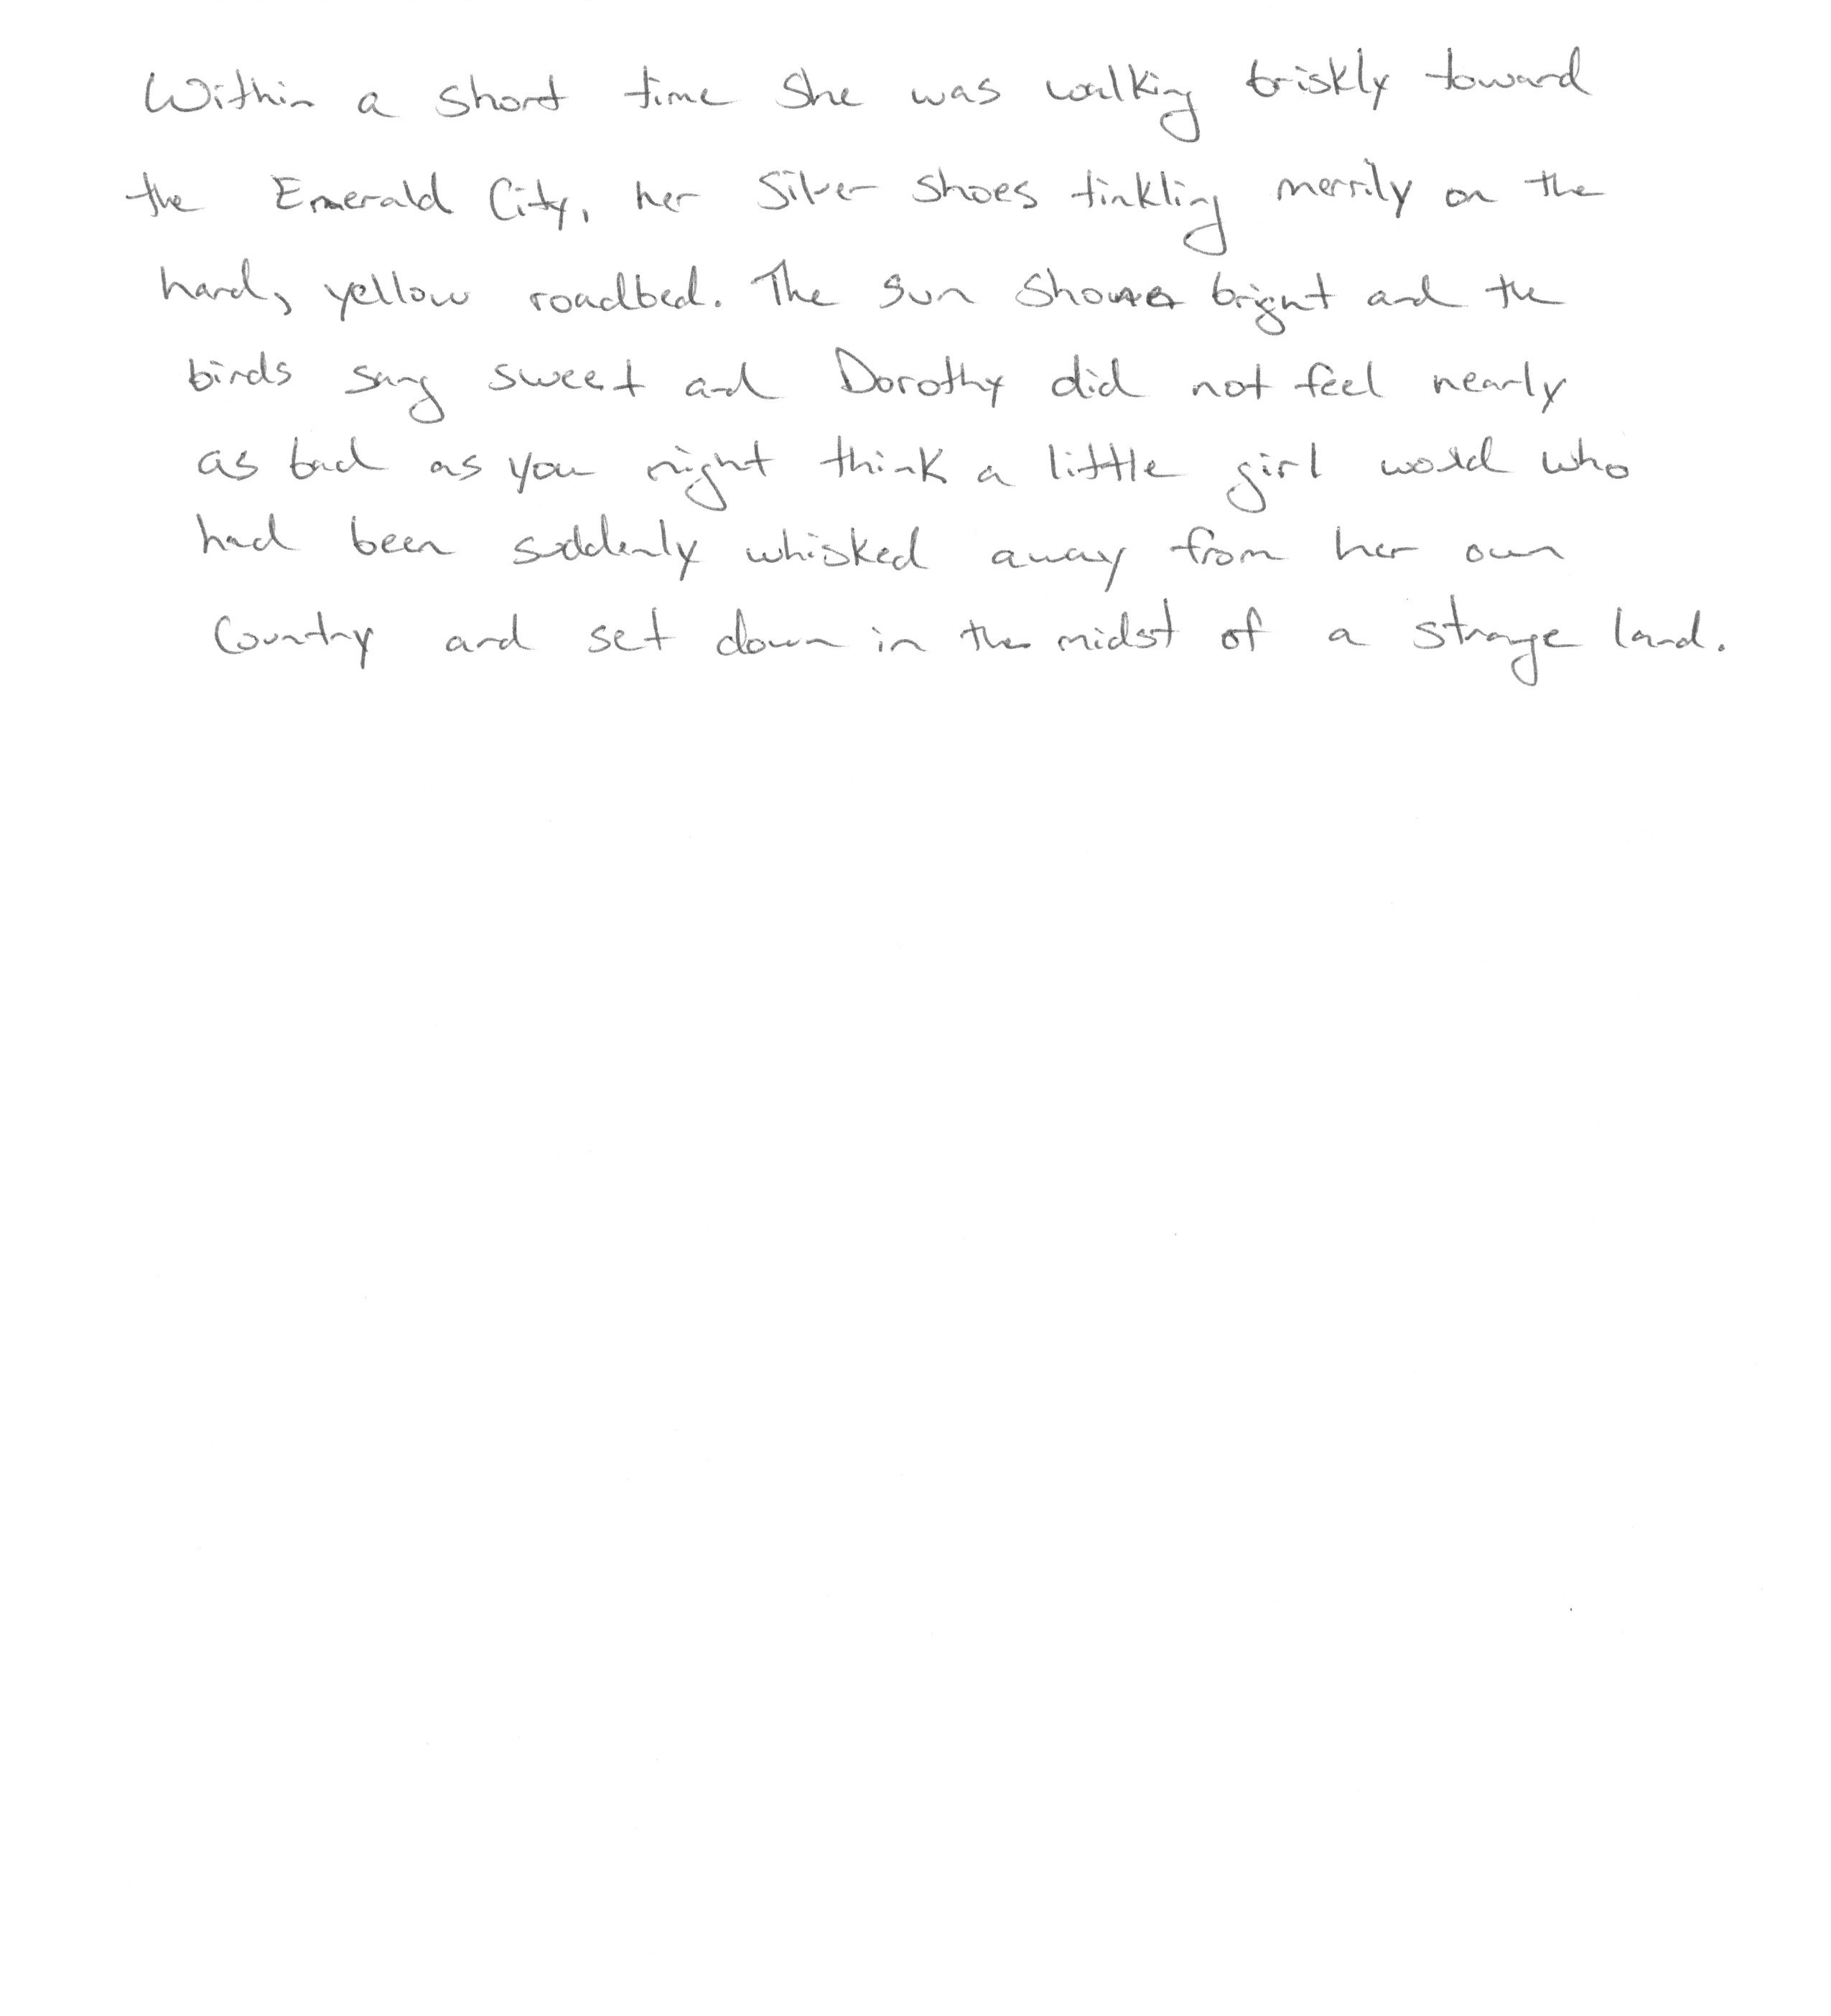 Within a short time she was walking briskly toward
the Emerald City, her Silver Shoes tinkling merrily on the
hard, yellow roadbed. The sun shone bright and the
birds sang sweet and Dorothy did not feel nearly
as bad as you might think a little girl would who
had been suddenly whisked away from her own
country and set down in the midst of a strange land.